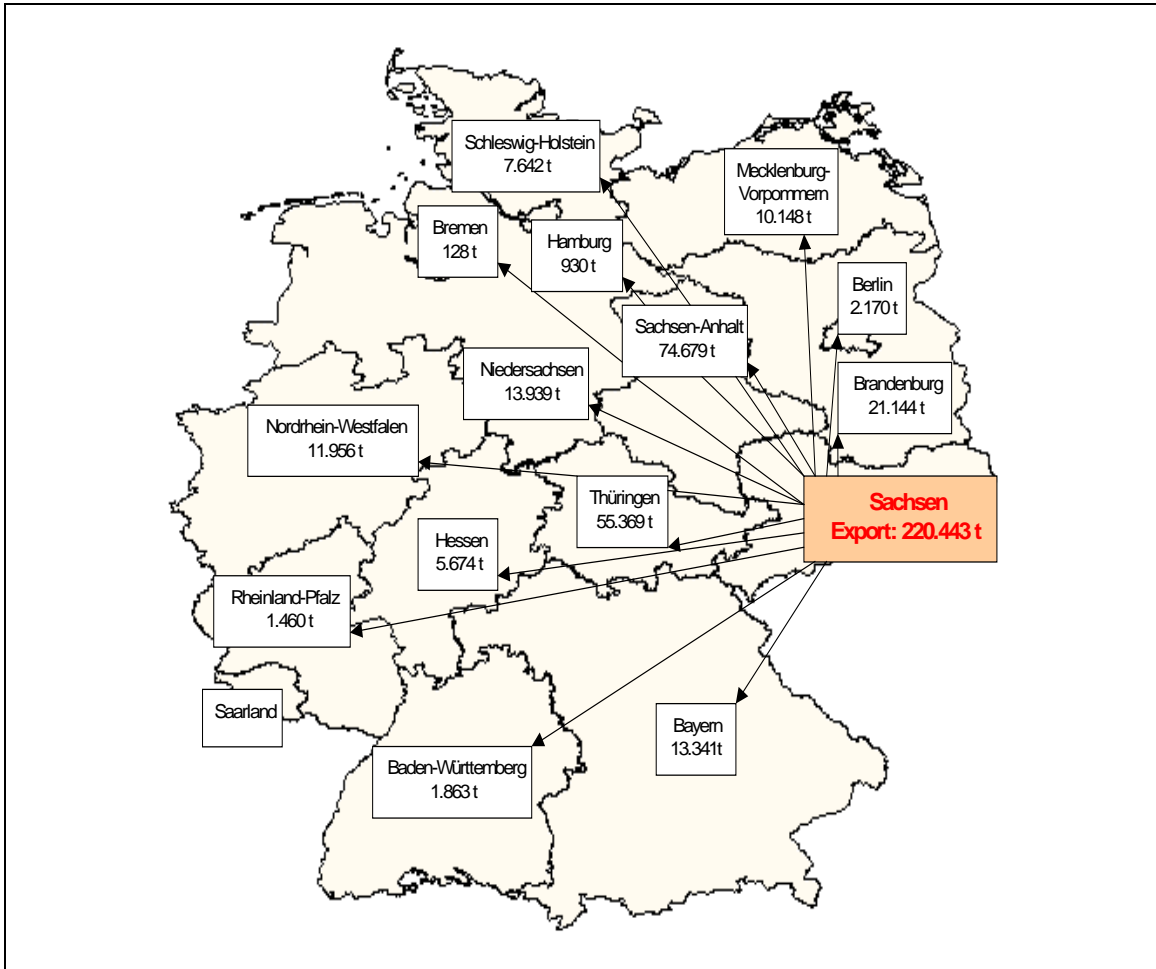 Schleswig-Holstein
7.642 t
Mecklenburg-
Vorpommern
10.148 t
Bremen
128 t
Hamburg
930 t
Berlin
2.170 t
Sachsen-Anhalt
74.679 t
Niedersachsen
13.939 t
Brandenburg
21.144 t
Nordrhein-Westfalen
11.956 t
Thüringen
55.369 t
Sachsen
Export: 220.443 t
Hessen
5.674 t
Rheinland-Pfalz
1.460 t
Saarland
Bayern
13.341 t
Baden-Württemberg
1.863 t